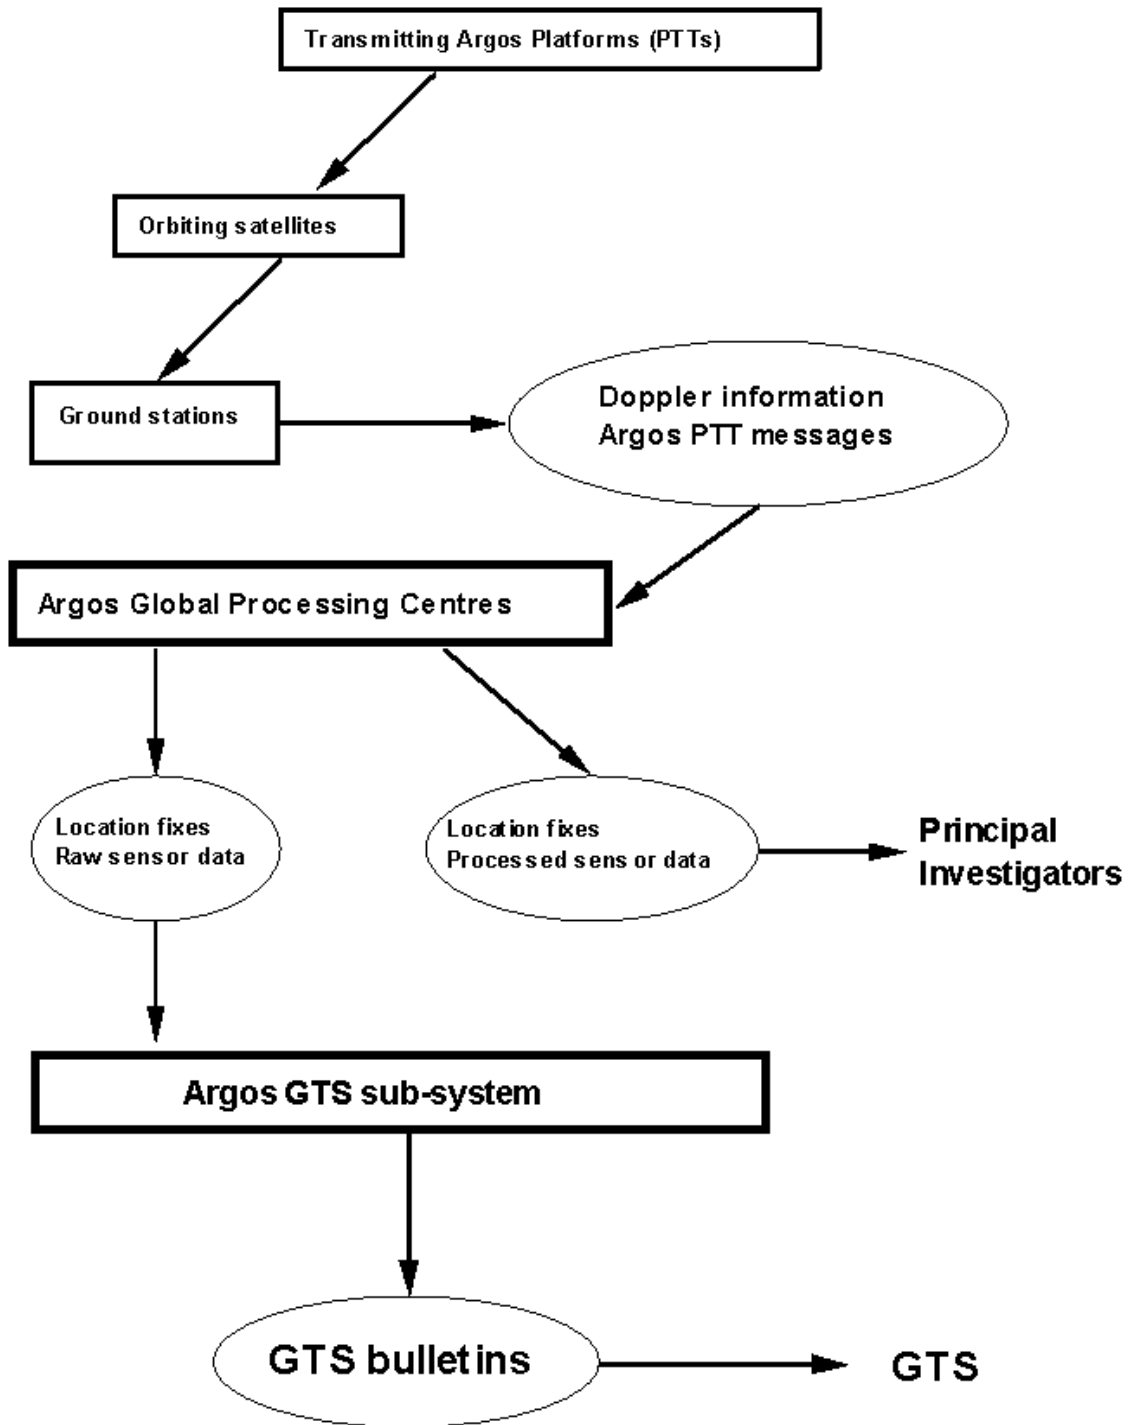 Transmitting Argos Platforms (PTTs)
Orbiting satellites
Ground stations
Doppler information
Argos PTT messages
Argos Global Processing Centres
Location fixes
Raw sensor data
Location fixes
Processed sensor data
Principal
Investigators
Argos GTS sub-system
GTS bulletins
GTS